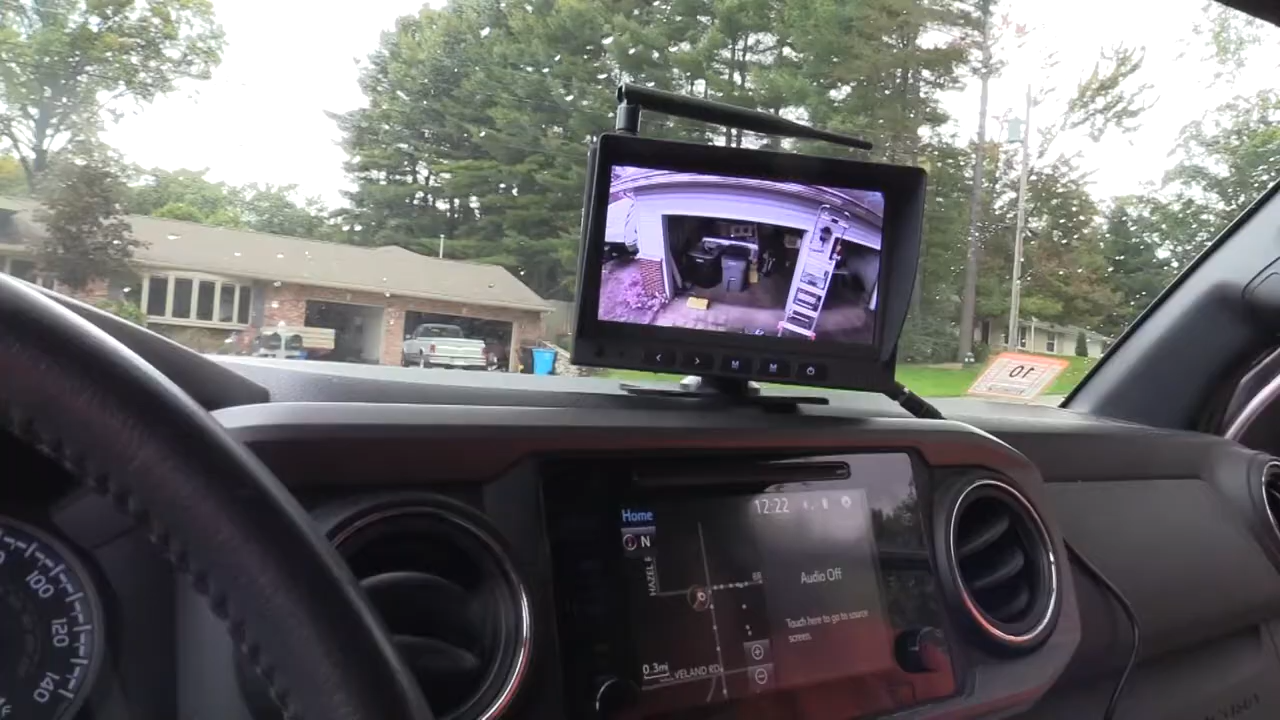 < > M M
10
12:22
Home
N
HAZEL
Audio Off
Touch here to go to source
screen.
0.3mi
VELAND RD
100
120
140